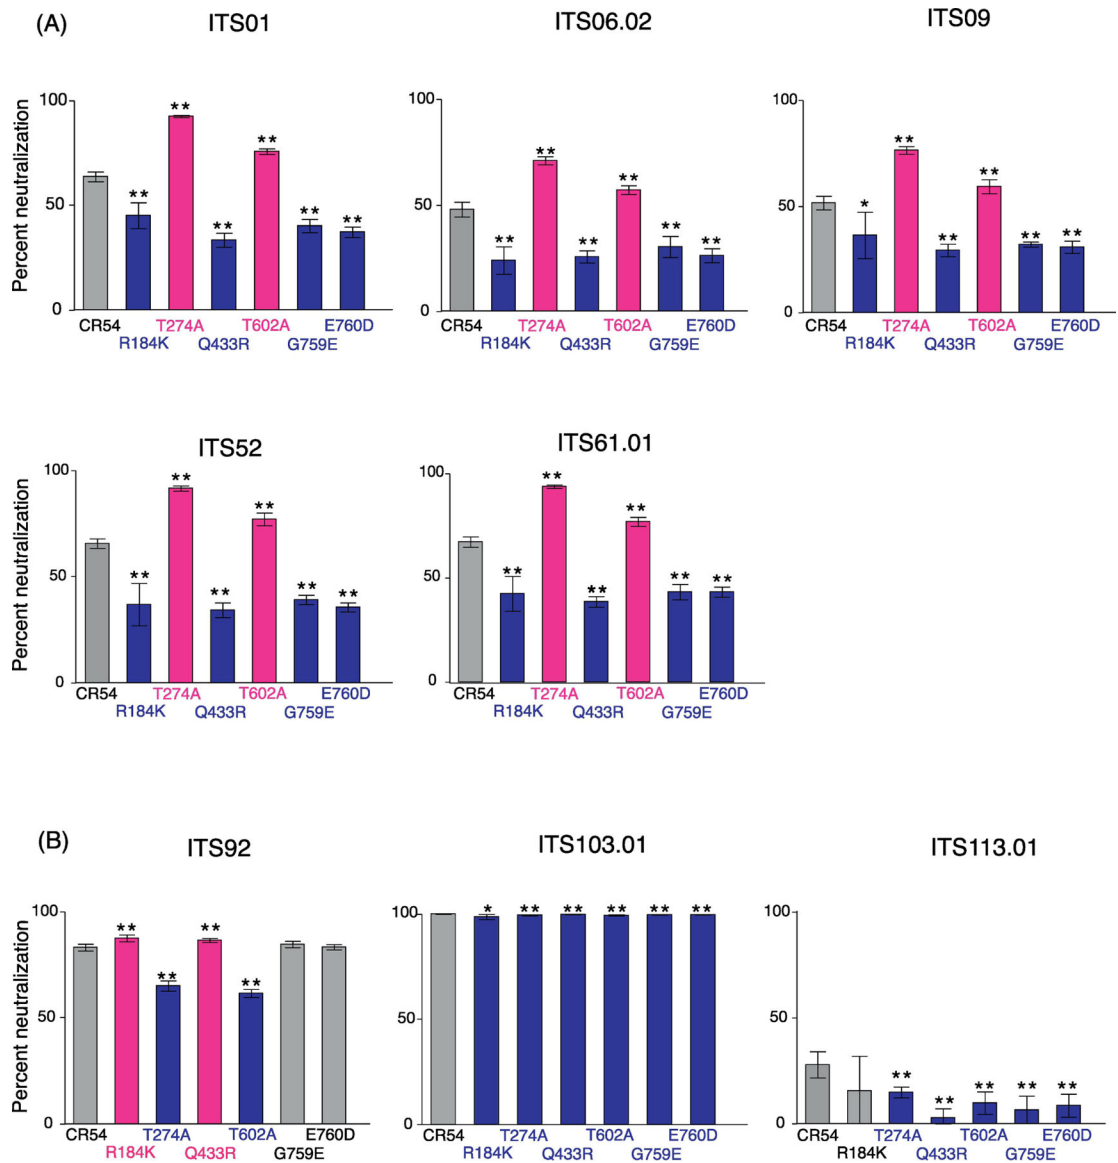 (A)
ITS01
ITS06.02
ITS09
Percent neutralization
100
50
0
** ** ** ** ** **
CR54 T274A T602A E760D
R184K Q433R G759E
100
50
0
** ** ** ** ** **
CR54 T274A T602A E760D
R184K Q433R G759E
100
50
0
* ** ** ** ** **
CR54 T274A T602A E760D
R184K Q433R G759E
ITS52
ITS61.01
Percent neutralization
100
50
0
** ** ** ** ** **
CR54 T274A T602A E760D
R184K Q433R G759E
100
50
0
** ** ** ** ** **
CR54 T274A T602A E760D
R184K Q433R G759E
(B)
ITS92
ITS103.01
ITS113.01
Percent neutralization
100
50
0
** ** ** **
CR54 T274A T602A E760D
R184K Q433R G759E
100
50
0
* ** ** ** ** **
CR54 T274A T602A E760D
R184K Q433R G759E
100
50
0
** ** ** ** **
CR54 T274A T602A E760D
R184K Q433R G759E